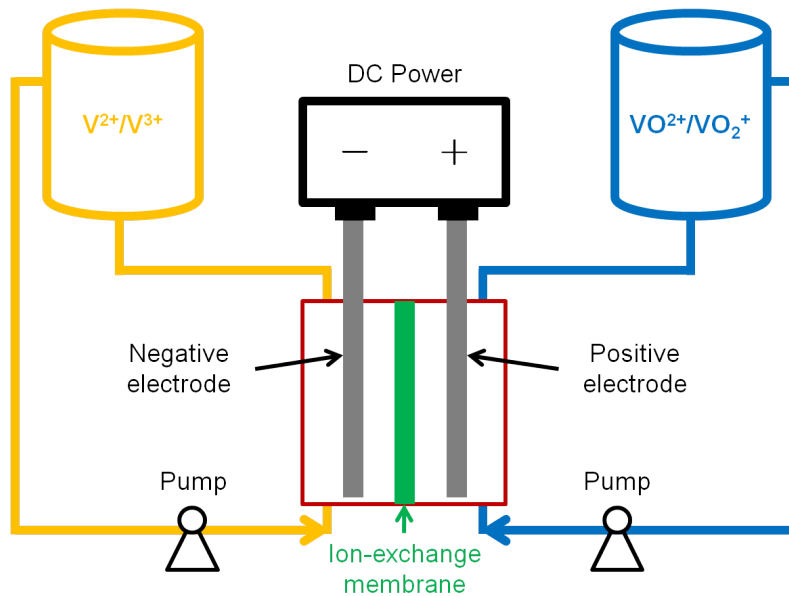 DC Power
V²⁺/V³⁺
VO²⁺/VO₂⁺
− +
Negative
electrode
Positive
electrode
Pump
Pump
Ion-exchange
membrane